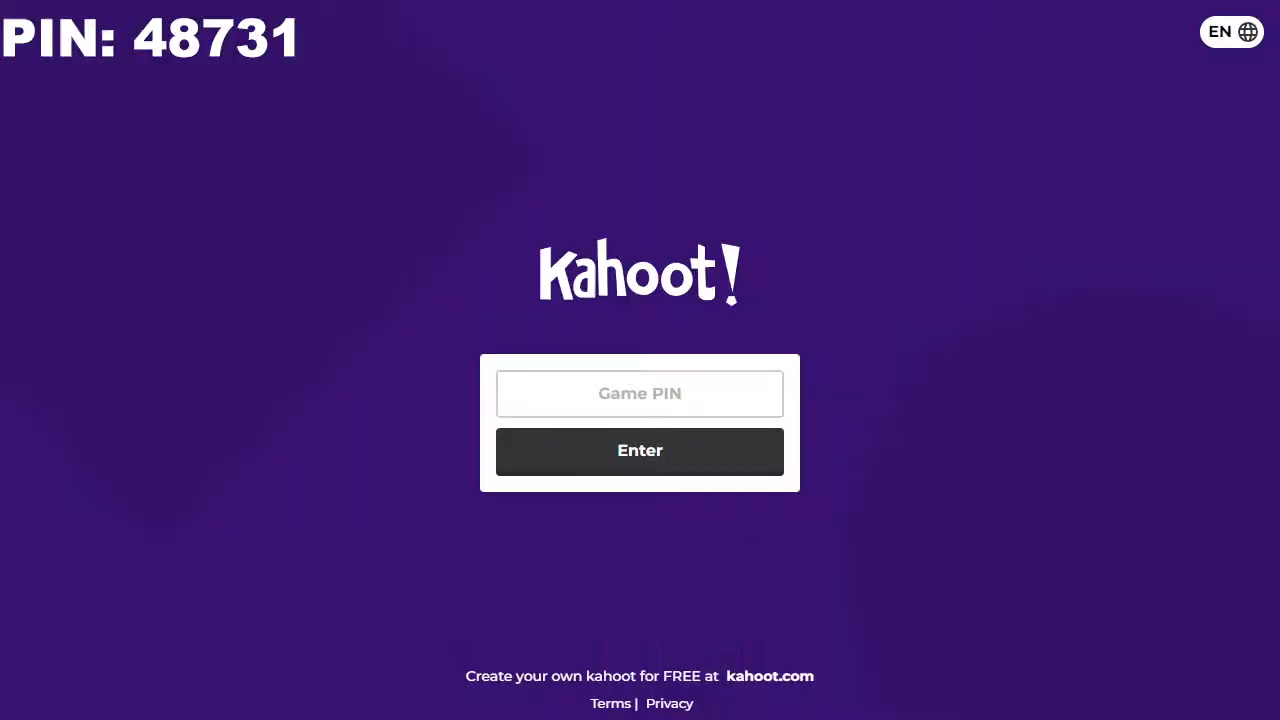 PIN: 48731
EN
Kahoot!
Game PIN
Enter
Create your own kahoot for FREE at kahoot.com
Terms | Privacy